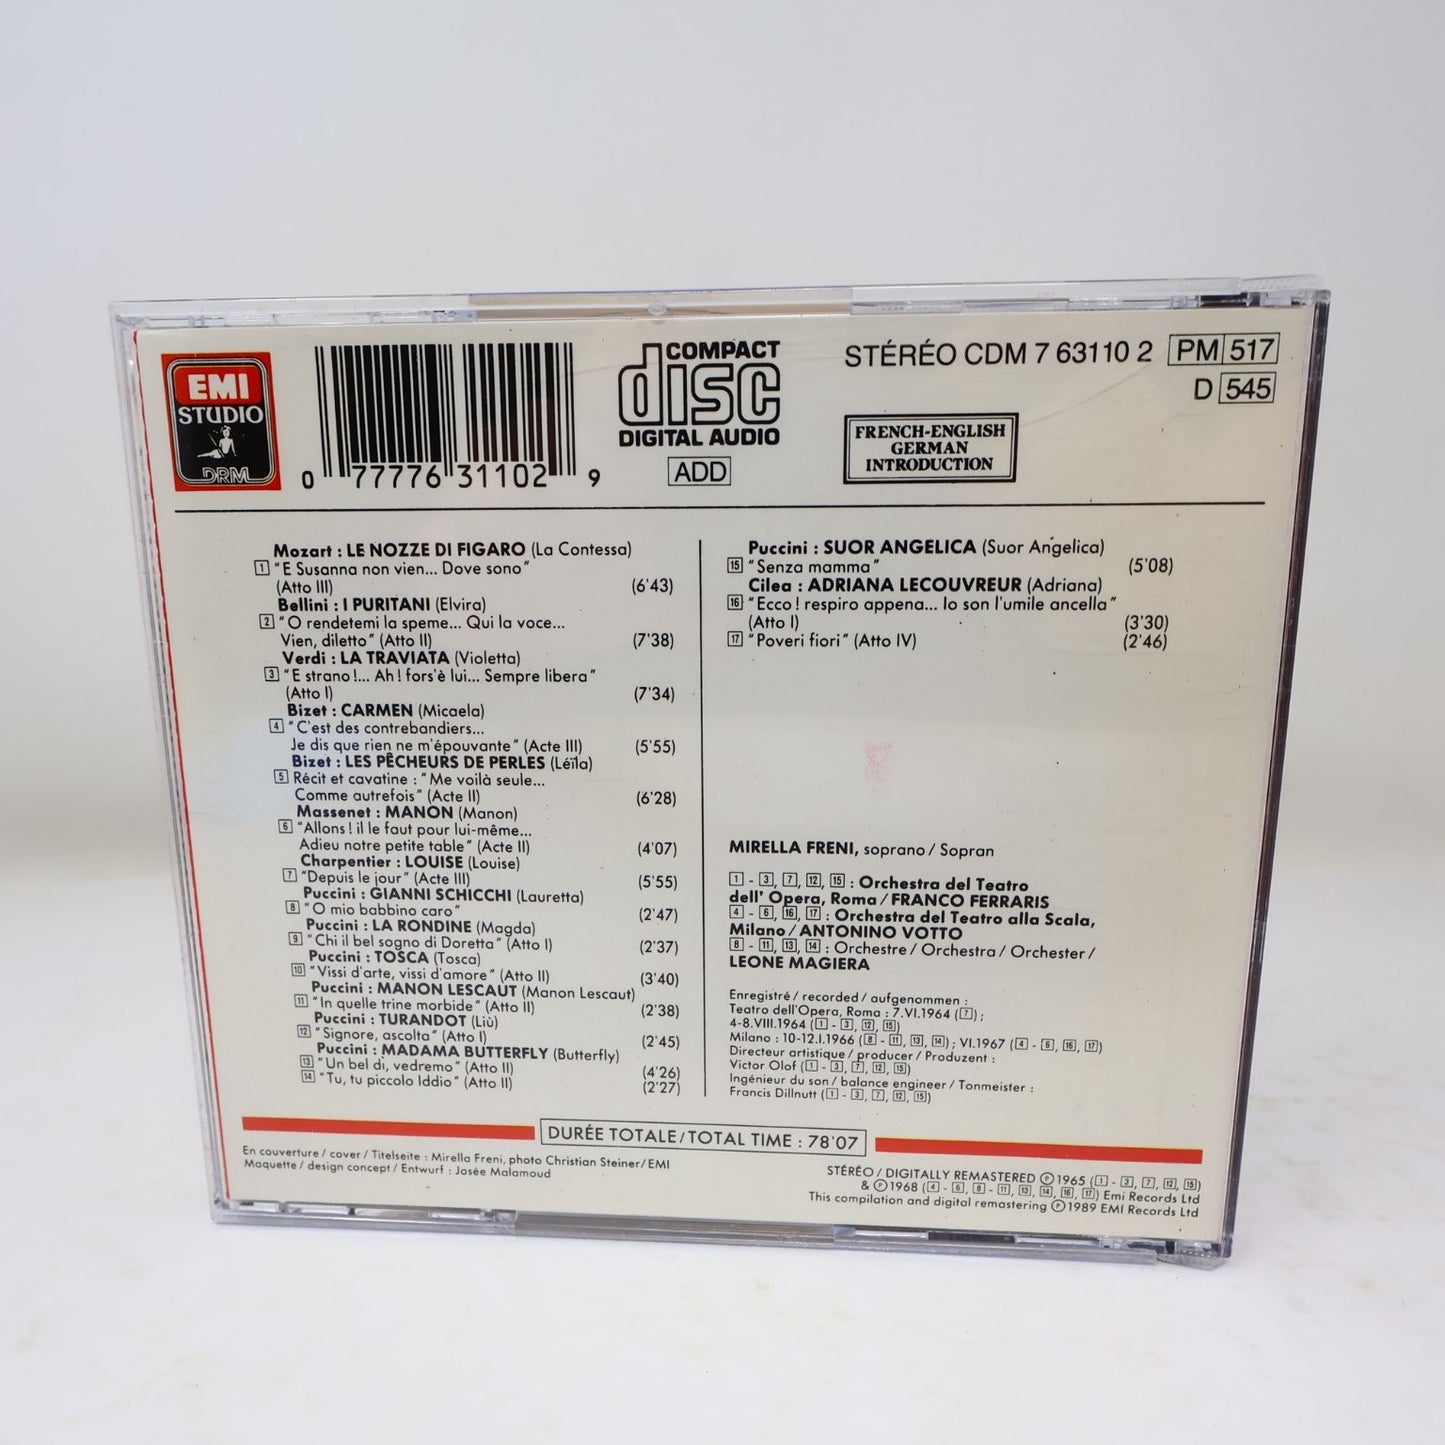 EMI
STUDIO
DRM
0 77776 31102 9
COMPACT
disc
DIGITAL AUDIO
ADD
STÉRÉO CDM 7 63110 2 PM 517
D 545
FRENCH-ENGLISH
GERMAN
INTRODUCTION
Mozart : LE NOZZE DI FIGARO (La Contessa)
1 "E Susanna non vien... Dove sono"
(Atto III) (6'43)
Bellini : I PURITANI (Elvira)
2 "O rendetemi la speme... Qui la voce...
Vien, diletto" (Atto II) (7'38)
Verdi : LA TRAVIATA (Violetta)
3 "E strano !... Ah ! fors'è lui... Sempre libera"
(Atto I) (7'34)
Bizet : CARMEN (Micaela)
4 "C'est des contrebandiers...
Je dis que rien ne m'épouvante" (Acte III) (5'55)
Bizet : LES PÊCHEURS DE PERLES (Léïla)
5 Récit et cavatine : "Me voilà seule...
Comme autrefois" (Acte II) (6'28)
Massenet : MANON (Manon)
6 "Allons ! il le faut pour lui-même...
Adieu notre petite table" (Acte II) (4'07)
Charpentier : LOUISE (Louise)
7 "Depuis le jour" (Acte III) (5'55)
Puccini : GIANNI SCHICCHI (Lauretta)
8 "O mio babbino caro" (2'47)
Puccini : LA RONDINE (Magda)
9 "Chi il bel sogno di Doretta" (Atto I) (2'37)
Puccini : TOSCA (Tosca)
10 "Vissi d'arte, vissi d'amore" (Atto II) (3'40)
Puccini : MANON LESCAUT (Manon Lescaut)
11 "In quelle trine morbide" (Atto II) (2'38)
Puccini : TURANDOT (Liù)
12 "Signore, ascolta" (Atto I) (2'45)
Puccini : MADAMA BUTTERFLY (Butterfly)
13 "Un bel dì, vedremo" (Atto II) (4'26)
14 "Tu, tu piccolo Iddio" (Atto II) (2'27)
Puccini : SUOR ANGELICA (Suor Angelica)
15 "Senza mamma" (5'08)
Cilea : ADRIANA LECOUVREUR (Adriana)
16 "Ecco ! respiro appena... Io son l'umile ancella"
(Atto I) (3'30)
17 "Poveri fiori" (Atto IV) (2'46)
MIRELLA FRENI, soprano / Sopran
1 - 3, 7, 12, 15 : Orchestra del Teatro
dell' Opera, Roma / FRANCO FERRARIS
4 - 6, 16, 17 : Orchestra del Teatro alla Scala,
Milano / ANTONINO VOTTO
8 - 11, 13, 14 : Orchestre / Orchestra / Orchester /
LEONE MAGIERA
Enregistré / recorded / aufgenommen :
Teatro dell'Opera, Roma : 7.VI.1964 (7) ;
4-8.VIII.1964 (1 - 3, 12, 15)
Milano : 10-12.I.1966 (8 - 11, 13, 14) ; VI.1967 (4 - 6, 16, 17)
Directeur artistique / producer / Produzent :
Victor Olof (1 - 3, 7, 12, 15)
Ingénieur du son / balance engineer / Tonmeister :
Francis Dillnutt (1 - 3, 7, 12, 15)
DURÉE TOTALE / TOTAL TIME : 78'07
En couverture / cover / Titelseite : Mirella Freni, photo Christian Steiner / EMI
Maquette / design concept / Entwurf : Josée Malamoud
STÉRÉO / DIGITALLY REMASTERED ℗ 1965 (1 - 3, 7, 12, 15)
& ℗ 1968 (4 - 6, 8 - 11, 13, 14, 16, 17) Emi Records Ltd
This compilation and digital remastering ℗ 1989 EMI Records Ltd